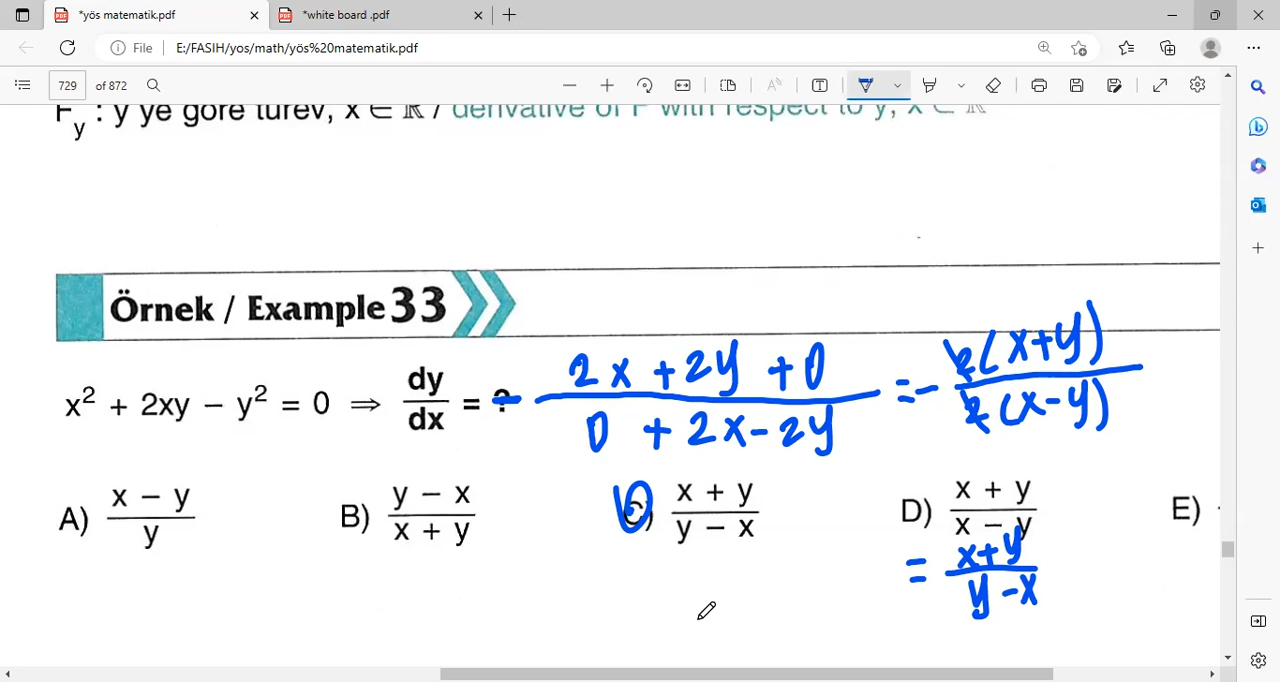 *yös matematik.pdf
*white board .pdf
File
E:/FASIH/yos/math/yös%20matematik.pdf
720
of 872
F_y : y ye göre türev, x ∈ ℝ / derivative of F with respect to y, x ∈ ℝ
Örnek / Example 33
x² + 2xy − y² = 0 ⇒ dy/dx = ?
- (2x + 2y + 0)/(0 + 2x - 2y) = - (2(x+y))/(2(x-y))
A) (x − y)/y B) (y − x)/(x + y) C) (x + y)/(y − x) D) (x + y)/(x − y) E)
= (x+y)/(y-x)